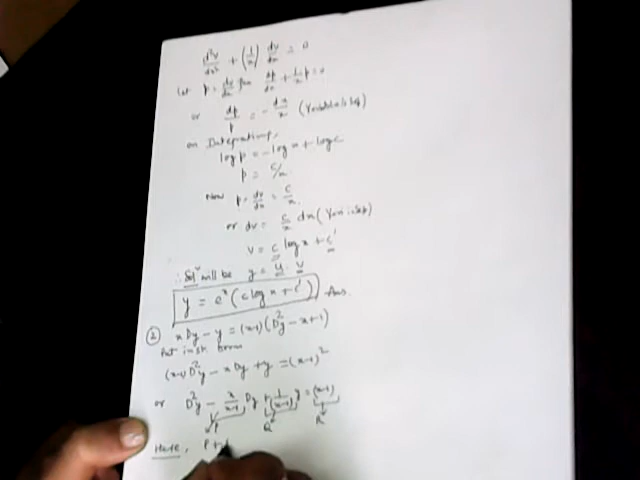 d²v/dx² + (1/x) dv/dx = 0
Let p = dv/dx then dp/dx + 1/x p = 0
or dp/p = - dx/x (Variable Sep)
on Integrating,
log p = - log x + log c
p = c/x
Now p = dv/dx = c/x
or dv = c/x dx (Var. in Sep)
v = c log x + c'
∴ Solⁿ will be y = u · v
y = eˣ (c log x + c') Ans.
② x Dy - y = (x-1)(D²y - x + 1)
Put in st. form
(x-1) D²y - x Dy + y = (x-1)²
or D²y - x/(x-1) Dy + (1/(x-1)) y = (x-1)
P Q R
Here, P +